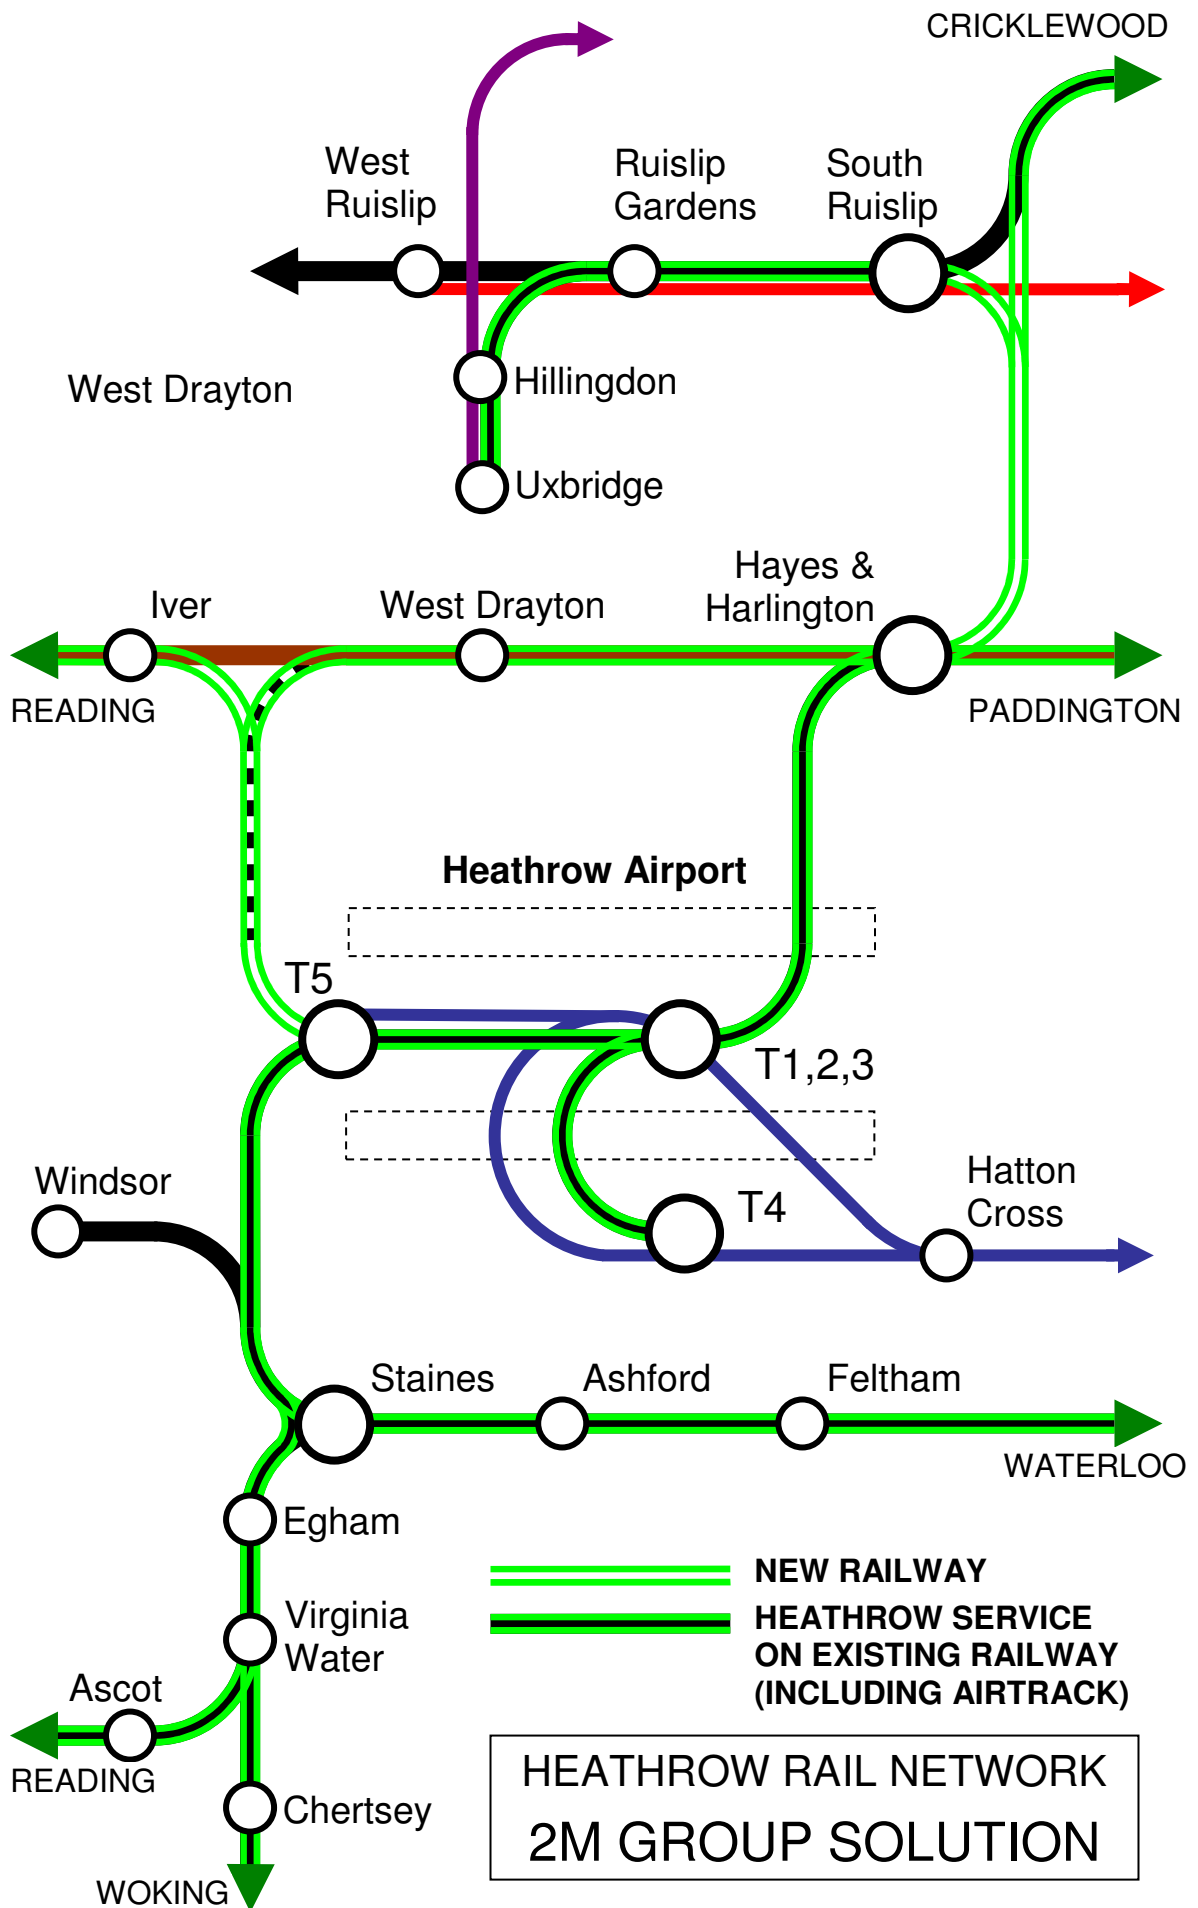 CRICKLEWOOD
West
Ruislip
Ruislip
Gardens
South
Ruislip
West Drayton
Hillingdon
Uxbridge
Hayes &
Harlington
Iver
West Drayton
READING
PADDINGTON
Heathrow Airport
T5
T1,2,3
Windsor
T4
Hatton
Cross
Staines
Ashford
Feltham
WATERLOO
Egham
NEW RAILWAY
HEATHROW SERVICE
ON EXISTING RAILWAY
(INCLUDING AIRTRACK)
Virginia
Water
Ascot
READING
Chertsey
WOKING
HEATHROW RAIL NETWORK
2M GROUP SOLUTION